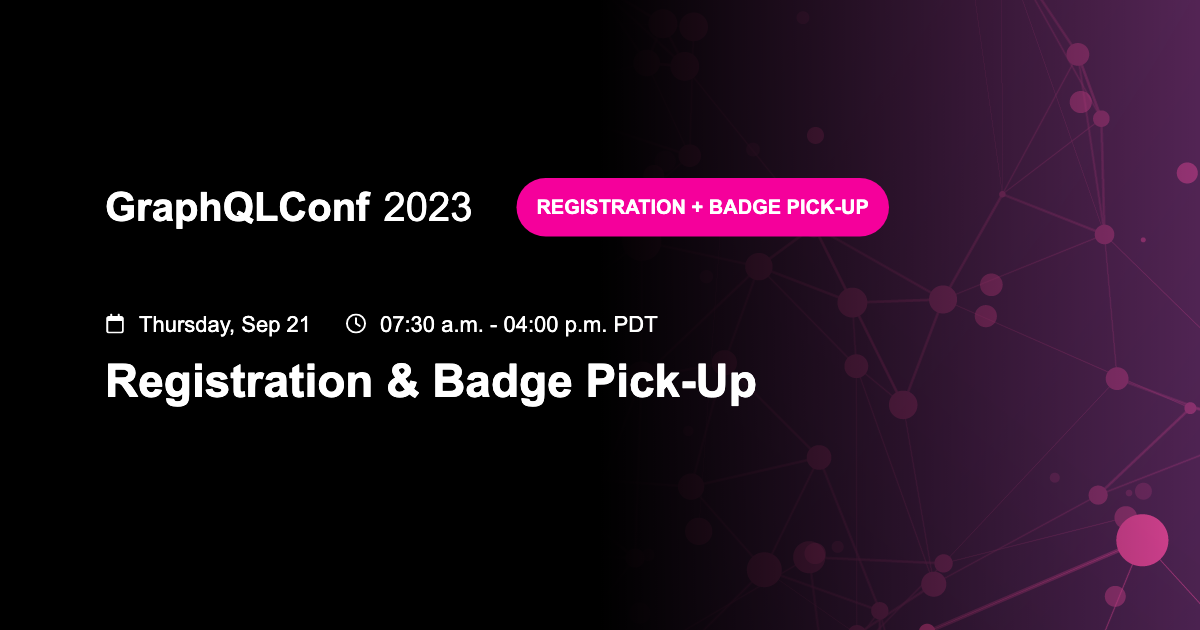 GraphQLConf 2023
REGISTRATION + BADGE PICK-UP
Thursday, Sep 21 07:30 a.m. - 04:00 p.m. PDT
Registration & Badge Pick-Up